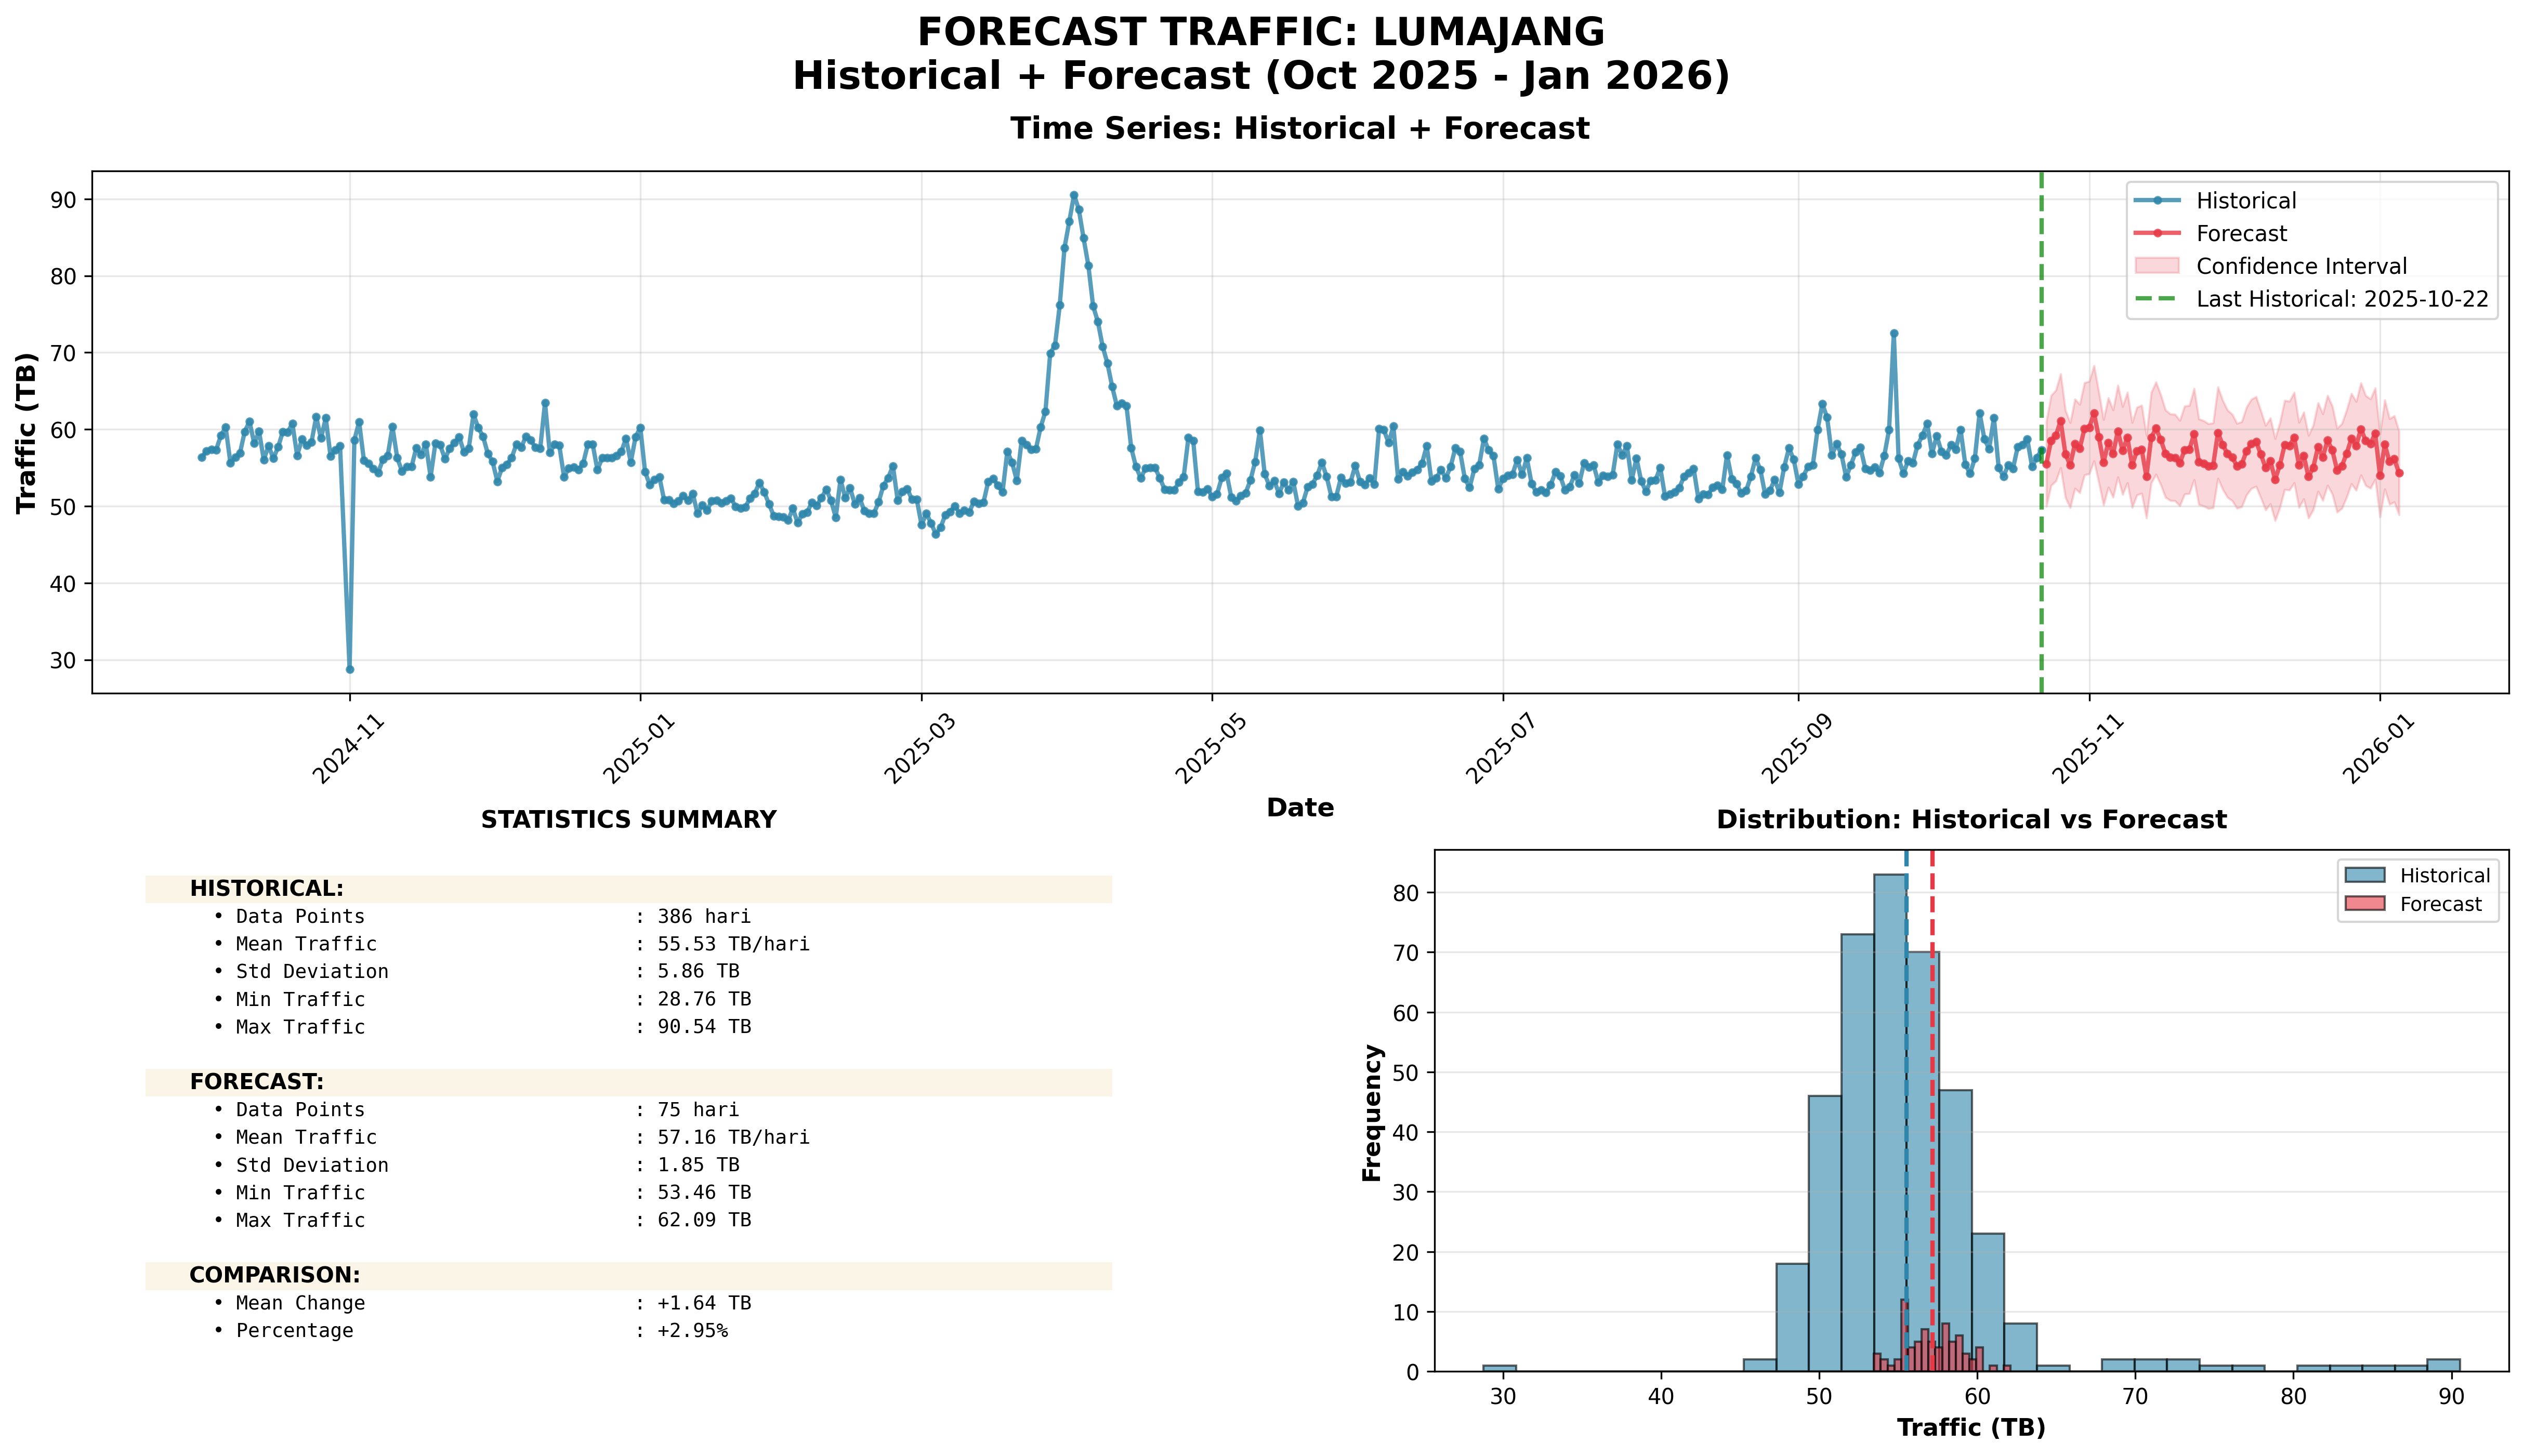 FORECAST TRAFFIC: LUMAJANG
Historical + Forecast (Oct 2025 - Jan 2026)
Time Series: Historical + Forecast
Traffic (TB)
90
80
70
60
50
40
30
Historical
Forecast
Confidence Interval
Last Historical: 2025-10-22
2024-11
2025-01
2025-03
2025-05
2025-07
2025-09
2025-11
2026-01
Date
STATISTICS SUMMARY
HISTORICAL:
• Data Points : 386 hari
• Mean Traffic : 55.53 TB/hari
• Std Deviation : 5.86 TB
• Min Traffic : 28.76 TB
• Max Traffic : 90.54 TB
FORECAST:
• Data Points : 75 hari
• Mean Traffic : 57.16 TB/hari
• Std Deviation : 1.85 TB
• Min Traffic : 53.46 TB
• Max Traffic : 62.09 TB
COMPARISON:
• Mean Change : +1.64 TB
• Percentage : +2.95%
Distribution: Historical vs Forecast
Frequency
80
70
60
50
40
30
20
10
0
Historical
Forecast
30
40
50
60
70
80
90
Traffic (TB)